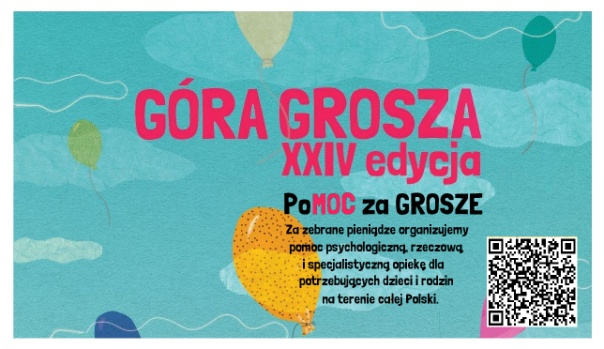 GÓRA GROSZA
XXIV edycja
PoMOC za GROSZE
Za zebrane pieniądze organizujemy
pomoc psychologiczną, rzeczową
i specjalistyczną opiekę dla
potrzebujących dzieci i rodzin
na terenie całej Polski.